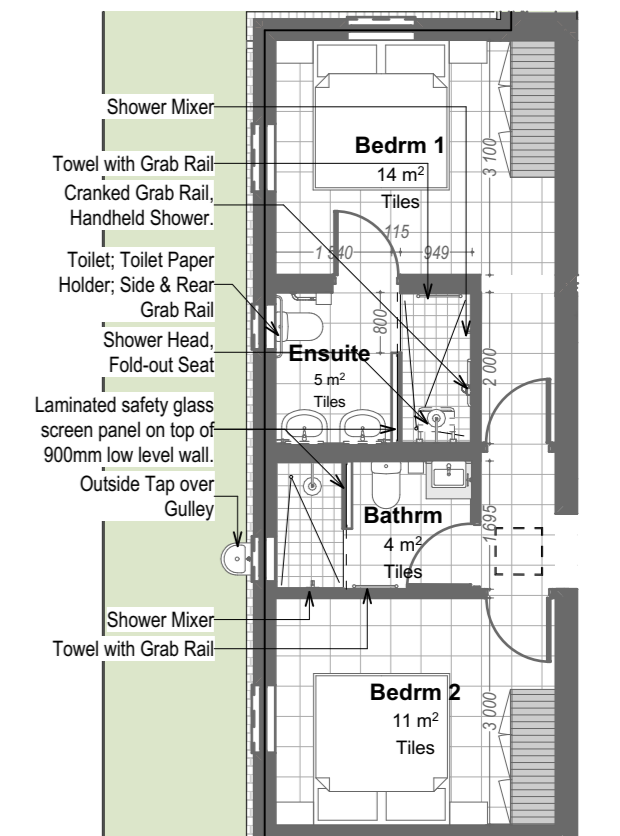 Shower Mixer
Towel with Grab Rail
Cranked Grab Rail,
Handheld Shower.
Toilet; Toilet Paper
Holder; Side & Rear
Grab Rail
Shower Head,
Fold-out Seat
Laminated safety glass
screen panel on top of
900mm low level wall.
Outside Tap over
Gulley
Shower Mixer
Towel with Grab Rail
Bedrm 1
14 m²
Tiles
3 100
115
1 540
949
800
Ensuite
5 m²
Tiles
2 000
Bathrm
4 m²
Tiles
1 695
Bedrm 2
11 m²
Tiles
3 000